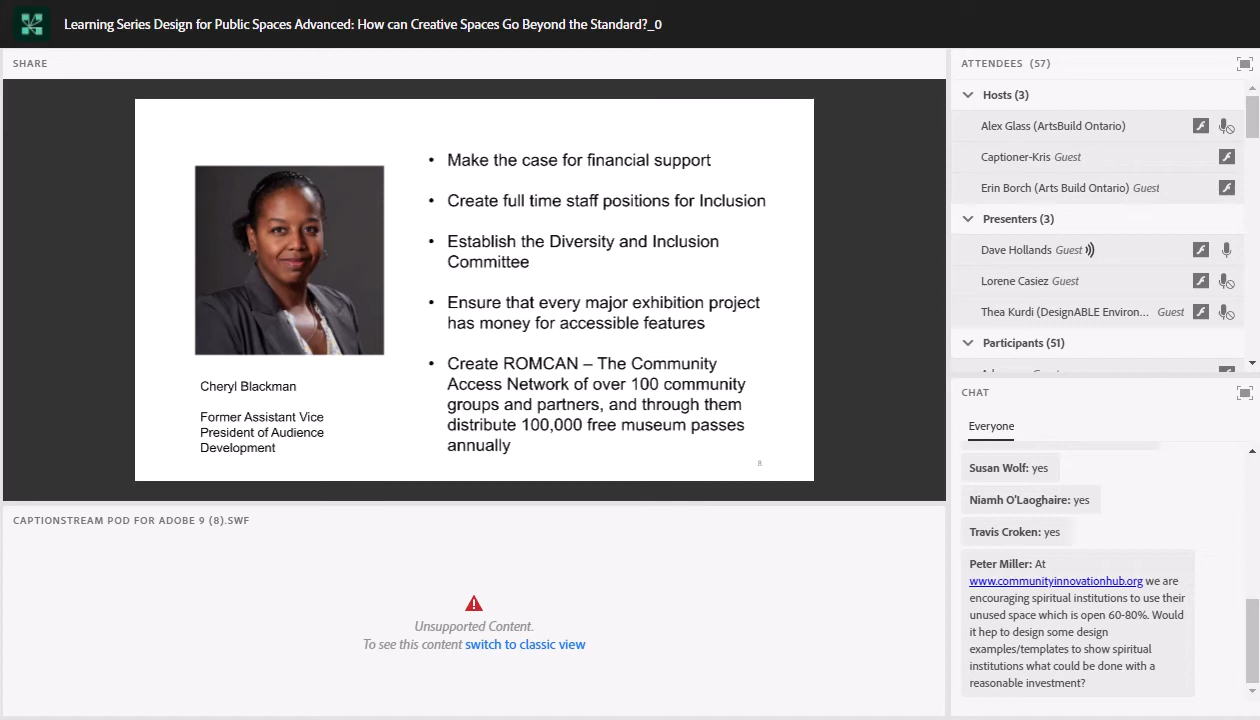 Learning Series Design for Public Spaces Advanced: How can Creative Spaces Go Beyond the Standard?_0
SHARE
Cheryl Blackman
Former Assistant Vice
President of Audience
Development
• Make the case for financial support
• Create full time staff positions for Inclusion
• Establish the Diversity and Inclusion
Committee
• Ensure that every major exhibition project
has money for accessible features
• Create ROMCAN – The Community
Access Network of over 100 community
groups and partners, and through them
distribute 100,000 free museum passes
annually
8
CAPTIONSTREAM POD FOR ADOBE 9 (8).SWF
Unsupported Content.
To see this content switch to classic view
ATTENDEES (57)
Hosts (3)
Alex Glass (ArtsBuild Ontario)
Captioner-Kris Guest
Erin Borch (Arts Build Ontario) Guest
Presenters (3)
Dave Hollands Guest
Lorene Casiez Guest
Thea Kurdi (DesignABLE Environ... Guest
Participants (51)
CHAT
Everyone
Susan Wolf: yes
Niamh O'Laoghaire: yes
Travis Croken: yes
Peter Miller: At
www.communityinnovationhub.org we are
encouraging spiritual institutions to use their
unused space which is open 60-80%. Would
it hep to design some design
examples/templates to show spiritual
institutions what could be done with a
reasonable investment?